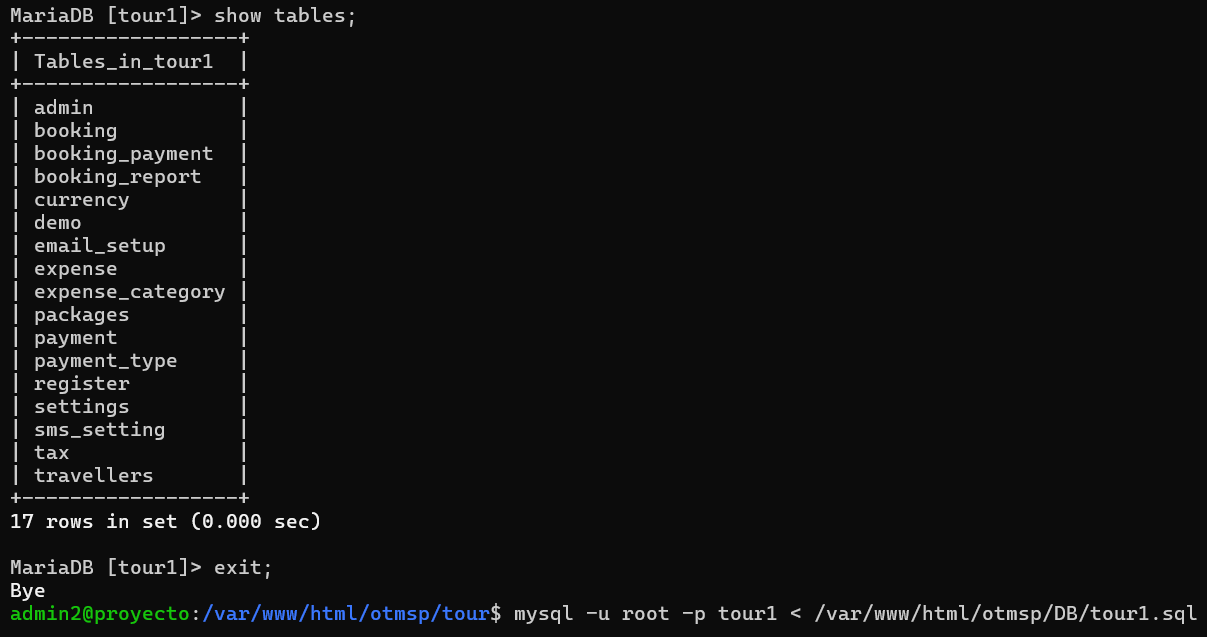 MariaDB [tour1]> show tables;
+------------------+
| Tables_in_tour1  |
+------------------+
| admin            |
| booking          |
| booking_payment  |
| booking_report   |
| currency         |
| demo             |
| email_setup      |
| expense          |
| expense_category |
| packages         |
| payment          |
| payment_type     |
| register         |
| settings         |
| sms_setting      |
| tax              |
| travellers       |
+------------------+
17 rows in set (0.000 sec)

MariaDB [tour1]> exit;
Bye
admin2@proyecto:/var/www/html/otmsp/tour$ mysql -u root -p tour1 < /var/www/html/otmsp/DB/tour1.sql